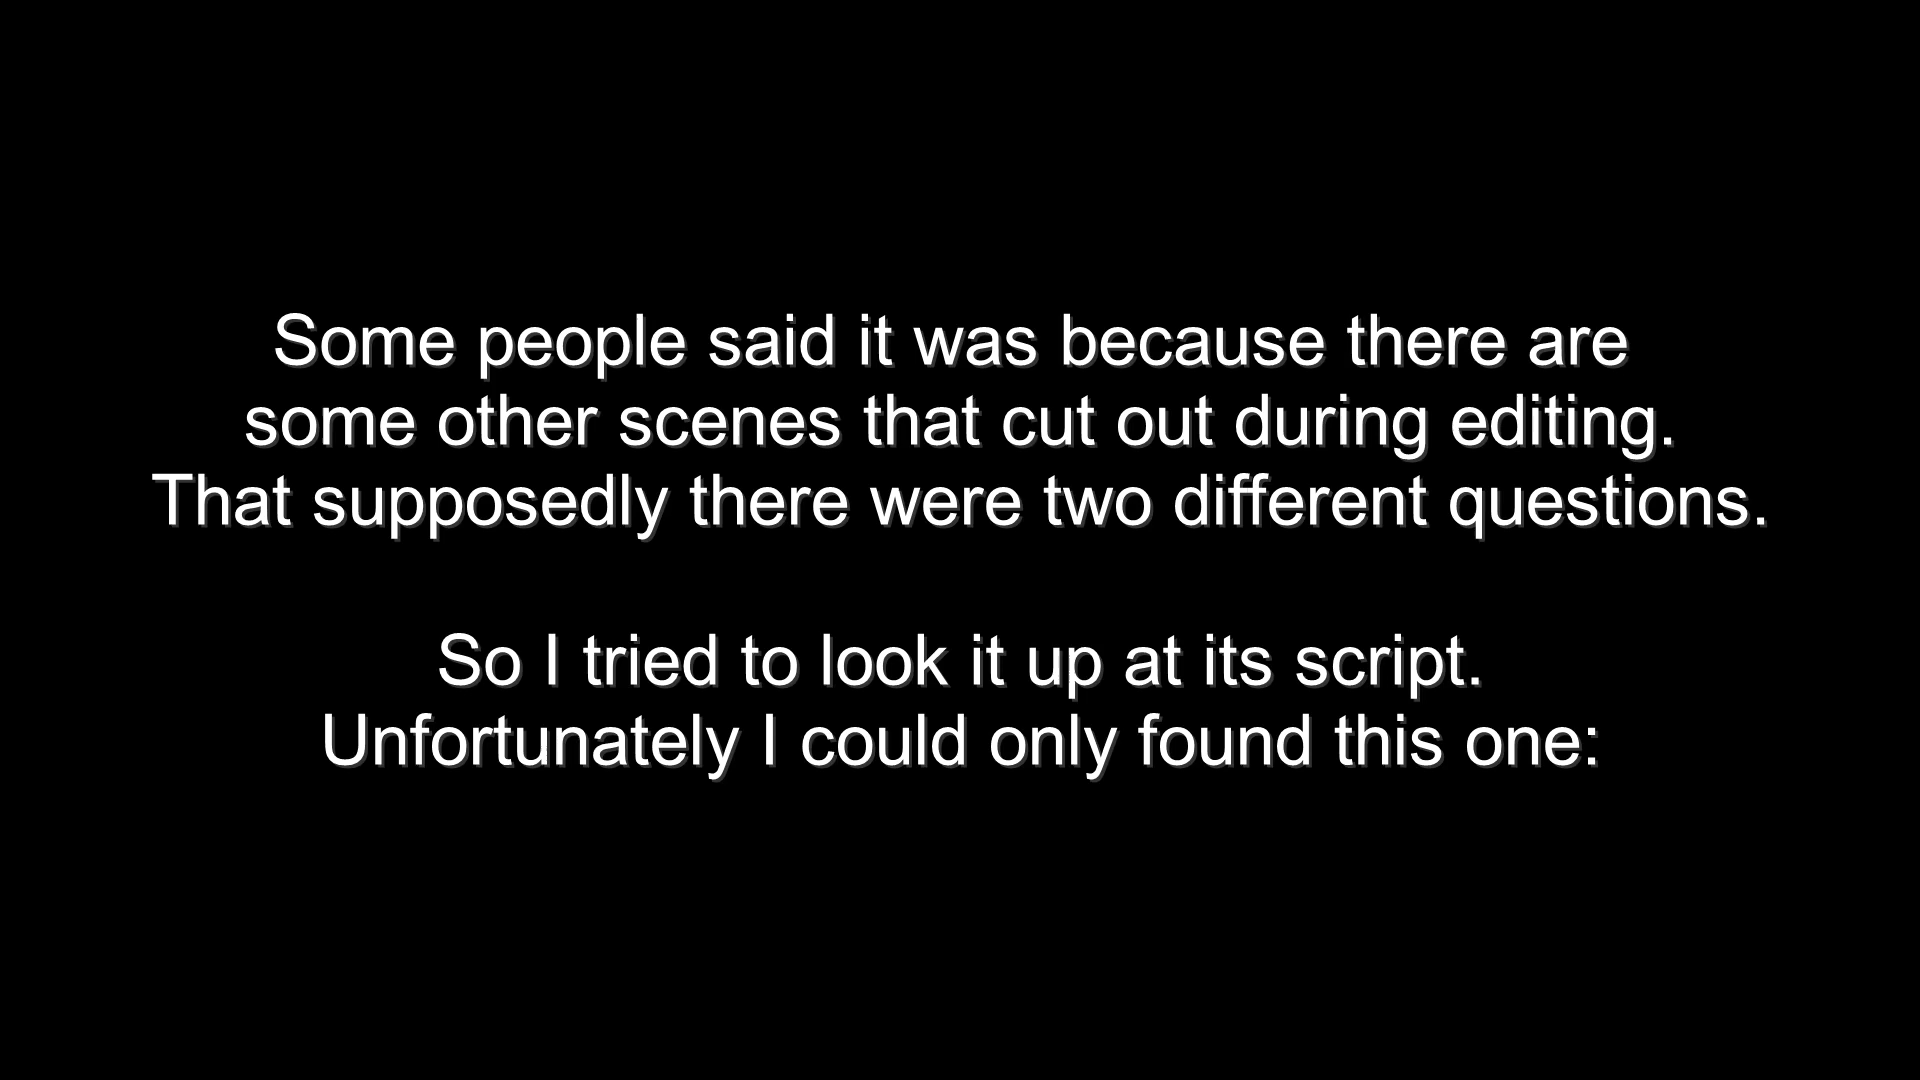 Some people said it was because there are
some other scenes that cut out during editing.
That supposedly there were two different questions.
So I tried to look it up at its script.
Unfortunately I could only found this one: